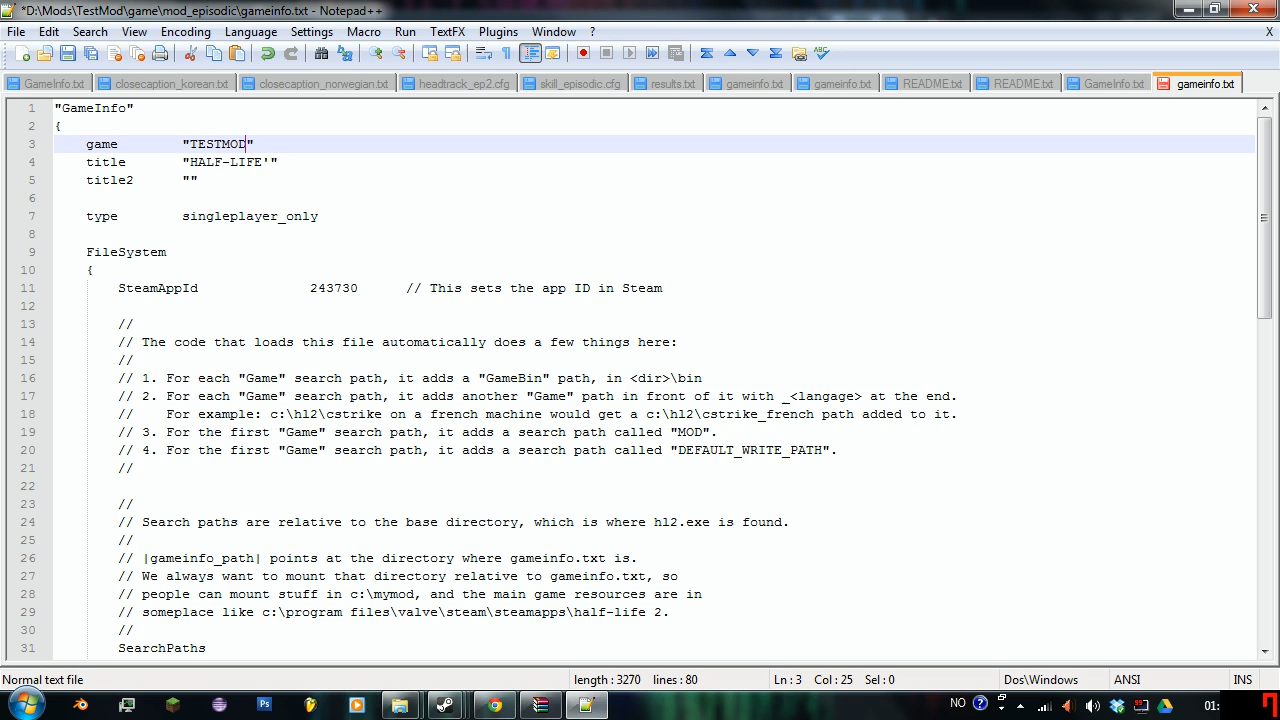 *D:\Mods\TestMod\game\mod_episodic\gameinfo.txt - Notepad++
File Edit Search View Encoding Language Settings Macro Run TextFX Plugins Window ? X
GameInfo.txt closecaption_korean.txt closecaption_norwegian.txt headtrack_ep2.cfg skill_episodic.cfg results.txt gameinfo.txt gameinfo.txt README.txt README.txt GameInfo.txt gameinfo.txt
1 "GameInfo"
2 {
3 game "TESTMOD"
4 title "HALF-LIFE'"
5 title2 ""
6
7 type singleplayer_only
8
9 FileSystem
10 {
11 SteamAppId 243730 // This sets the app ID in Steam
12
13 //
14 // The code that loads this file automatically does a few things here:
15 //
16 // 1. For each "Game" search path, it adds a "GameBin" path, in <dir>\bin
17 // 2. For each "Game" search path, it adds another "Game" path in front of it with _<langage> at the end.
18 // For example: c:\hl2\cstrike on a french machine would get a c:\hl2\cstrike_french path added to it.
19 // 3. For the first "Game" search path, it adds a search path called "MOD".
20 // 4. For the first "Game" search path, it adds a search path called "DEFAULT_WRITE_PATH".
21 //
22
23 //
24 // Search paths are relative to the base directory, which is where hl2.exe is found.
25 //
26 // |gameinfo_path| points at the directory where gameinfo.txt is.
27 // We always want to mount that directory relative to gameinfo.txt, so
28 // people can mount stuff in c:\mymod, and the main game resources are in
29 // someplace like c:\program files\valve\steam\steamapps\half-life 2.
30 //
31 SearchPaths
Normal text file length : 3270 lines : 80 Ln : 3 Col : 25 Sel : 0 Dos\Windows ANSI INS
Ps NO ? 01: